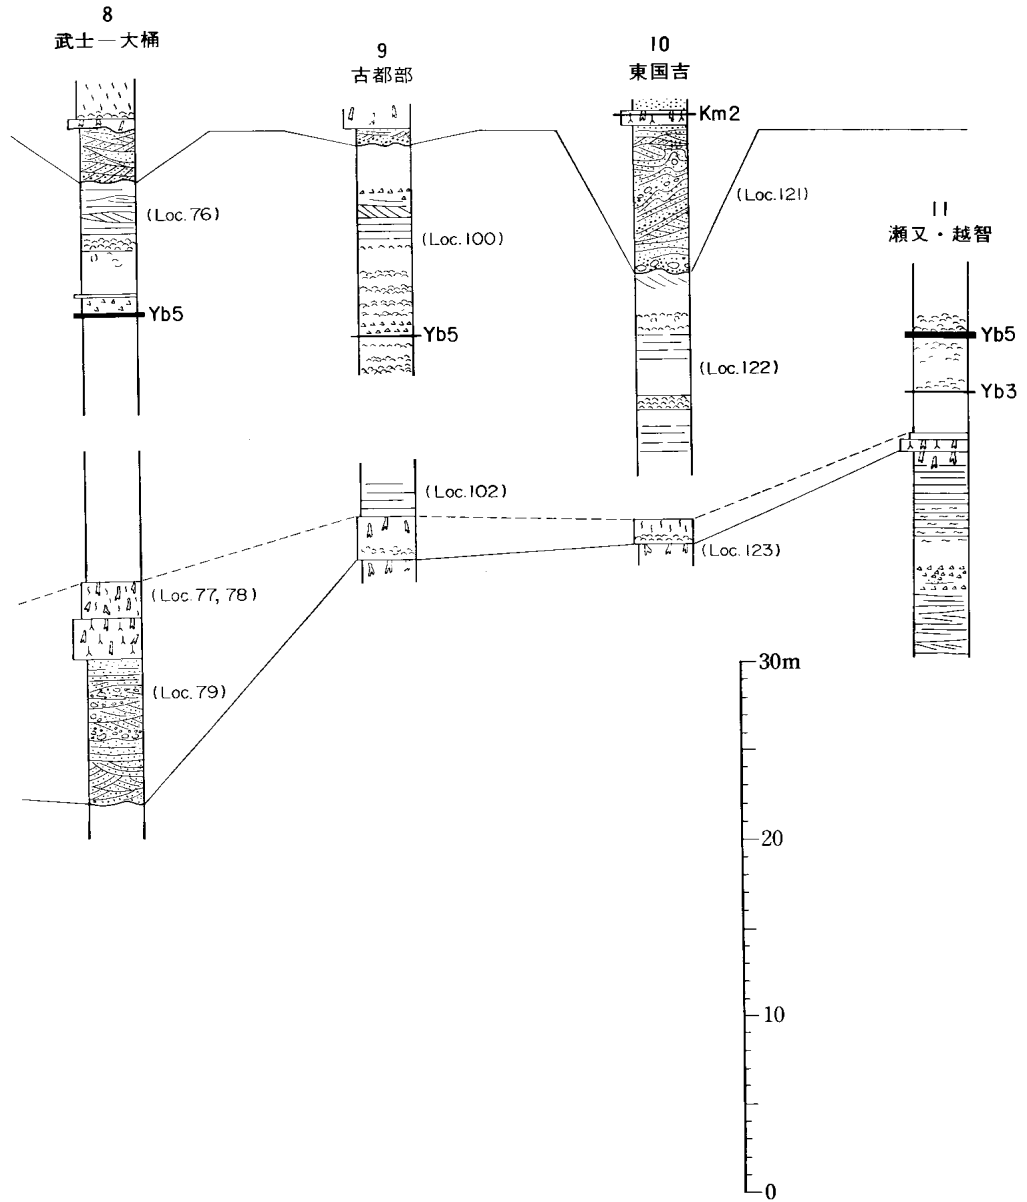 8
武士—大桶
9
古都部
10
東国吉
11
瀬又・越智
Km2
(Loc.76)
(Loc.100)
(Loc.121)
Yb5
Yb5
Yb5
(Loc.122)
Yb3
(Loc.102)
(Loc.123)
(Loc.77,78)
(Loc.79)
30m
20
10
0